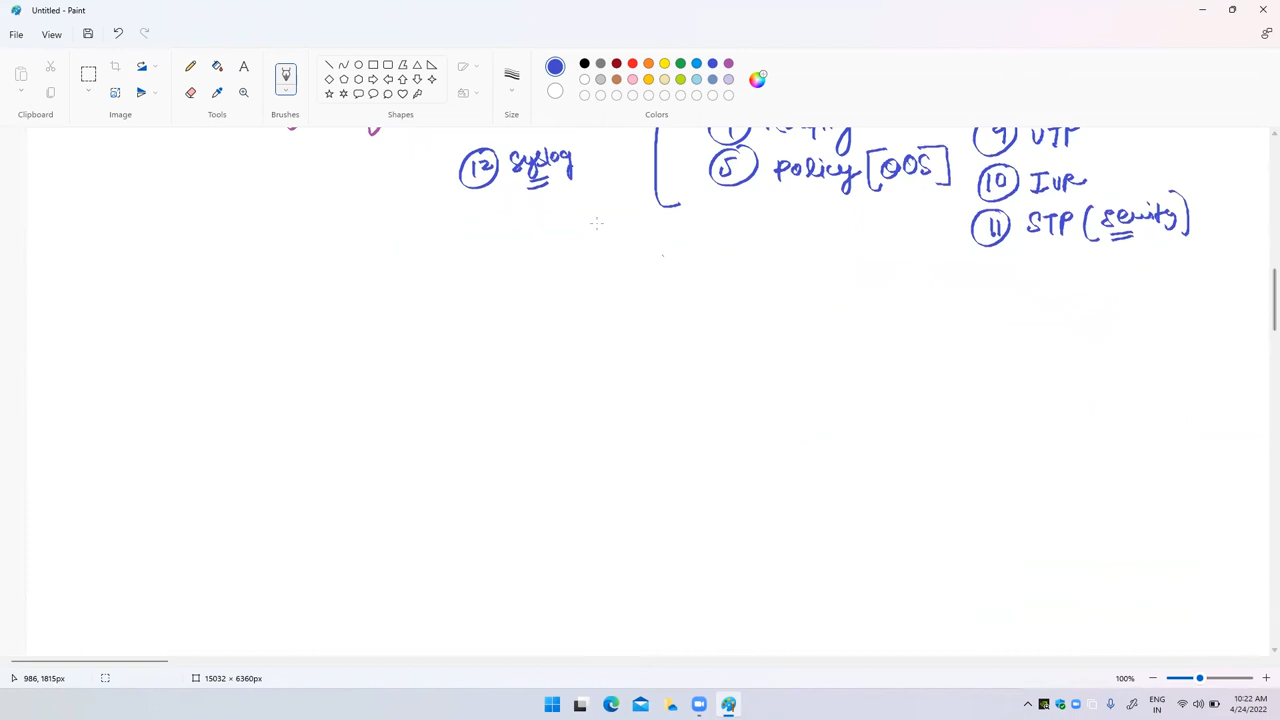 Untitled - Paint
File
View
Clipboard
Image
Tools
Brushes
Shapes
Size
Colors
VTP
12 Syslog
5 policy [QOS]
10 IVR
11 STP (Security]
986, 1815px
15032 × 6360px
100%
ENG
IN
10:22 AM
4/24/2022